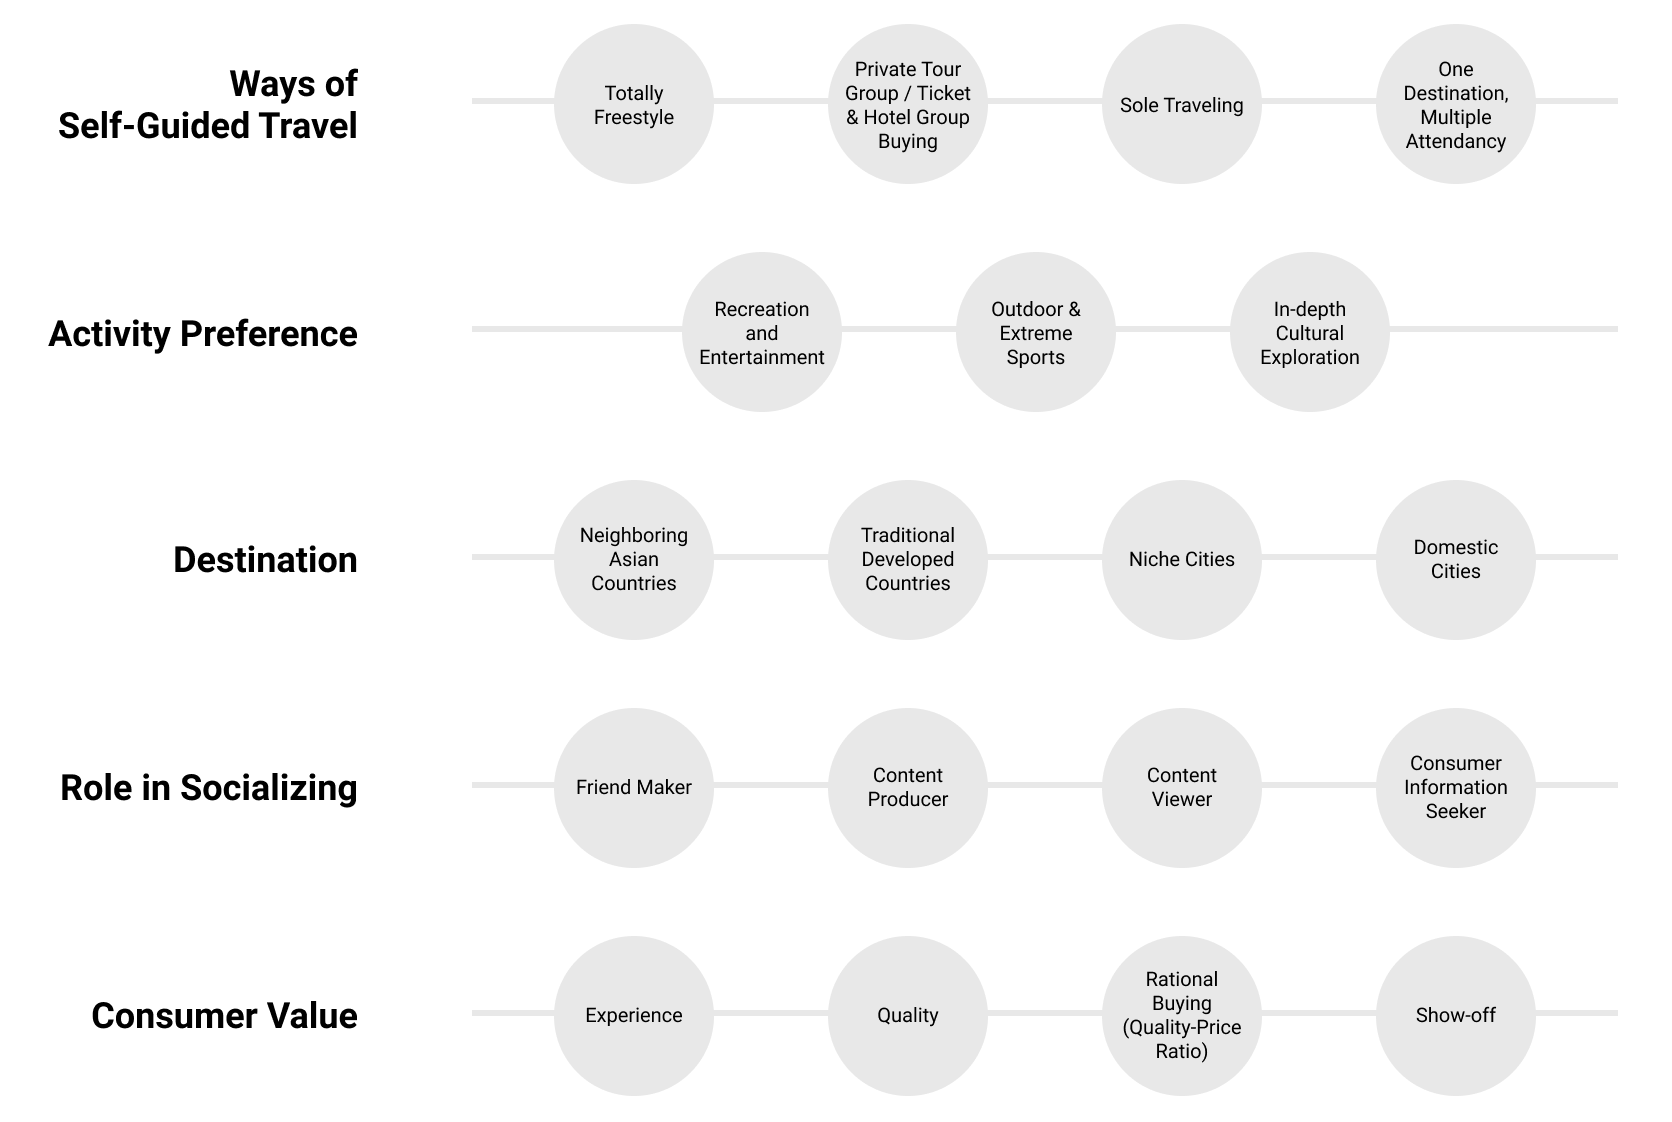 Ways of
Self-Guided Travel
Totally
Freestyle
Private Tour
Group / Ticket
& Hotel Group
Buying
Sole Traveling
One
Destination,
Multiple
Attendancy
Activity Preference
Recreation
and
Entertainment
Outdoor &
Extreme
Sports
In-depth
Cultural
Exploration
Destination
Neighboring
Asian
Countries
Traditional
Developed
Countries
Niche Cities
Domestic
Cities
Role in Socializing
Friend Maker
Content
Producer
Content
Viewer
Consumer
Information
Seeker
Consumer Value
Experience
Quality
Rational
Buying
(Quality-Price
Ratio)
Show-off